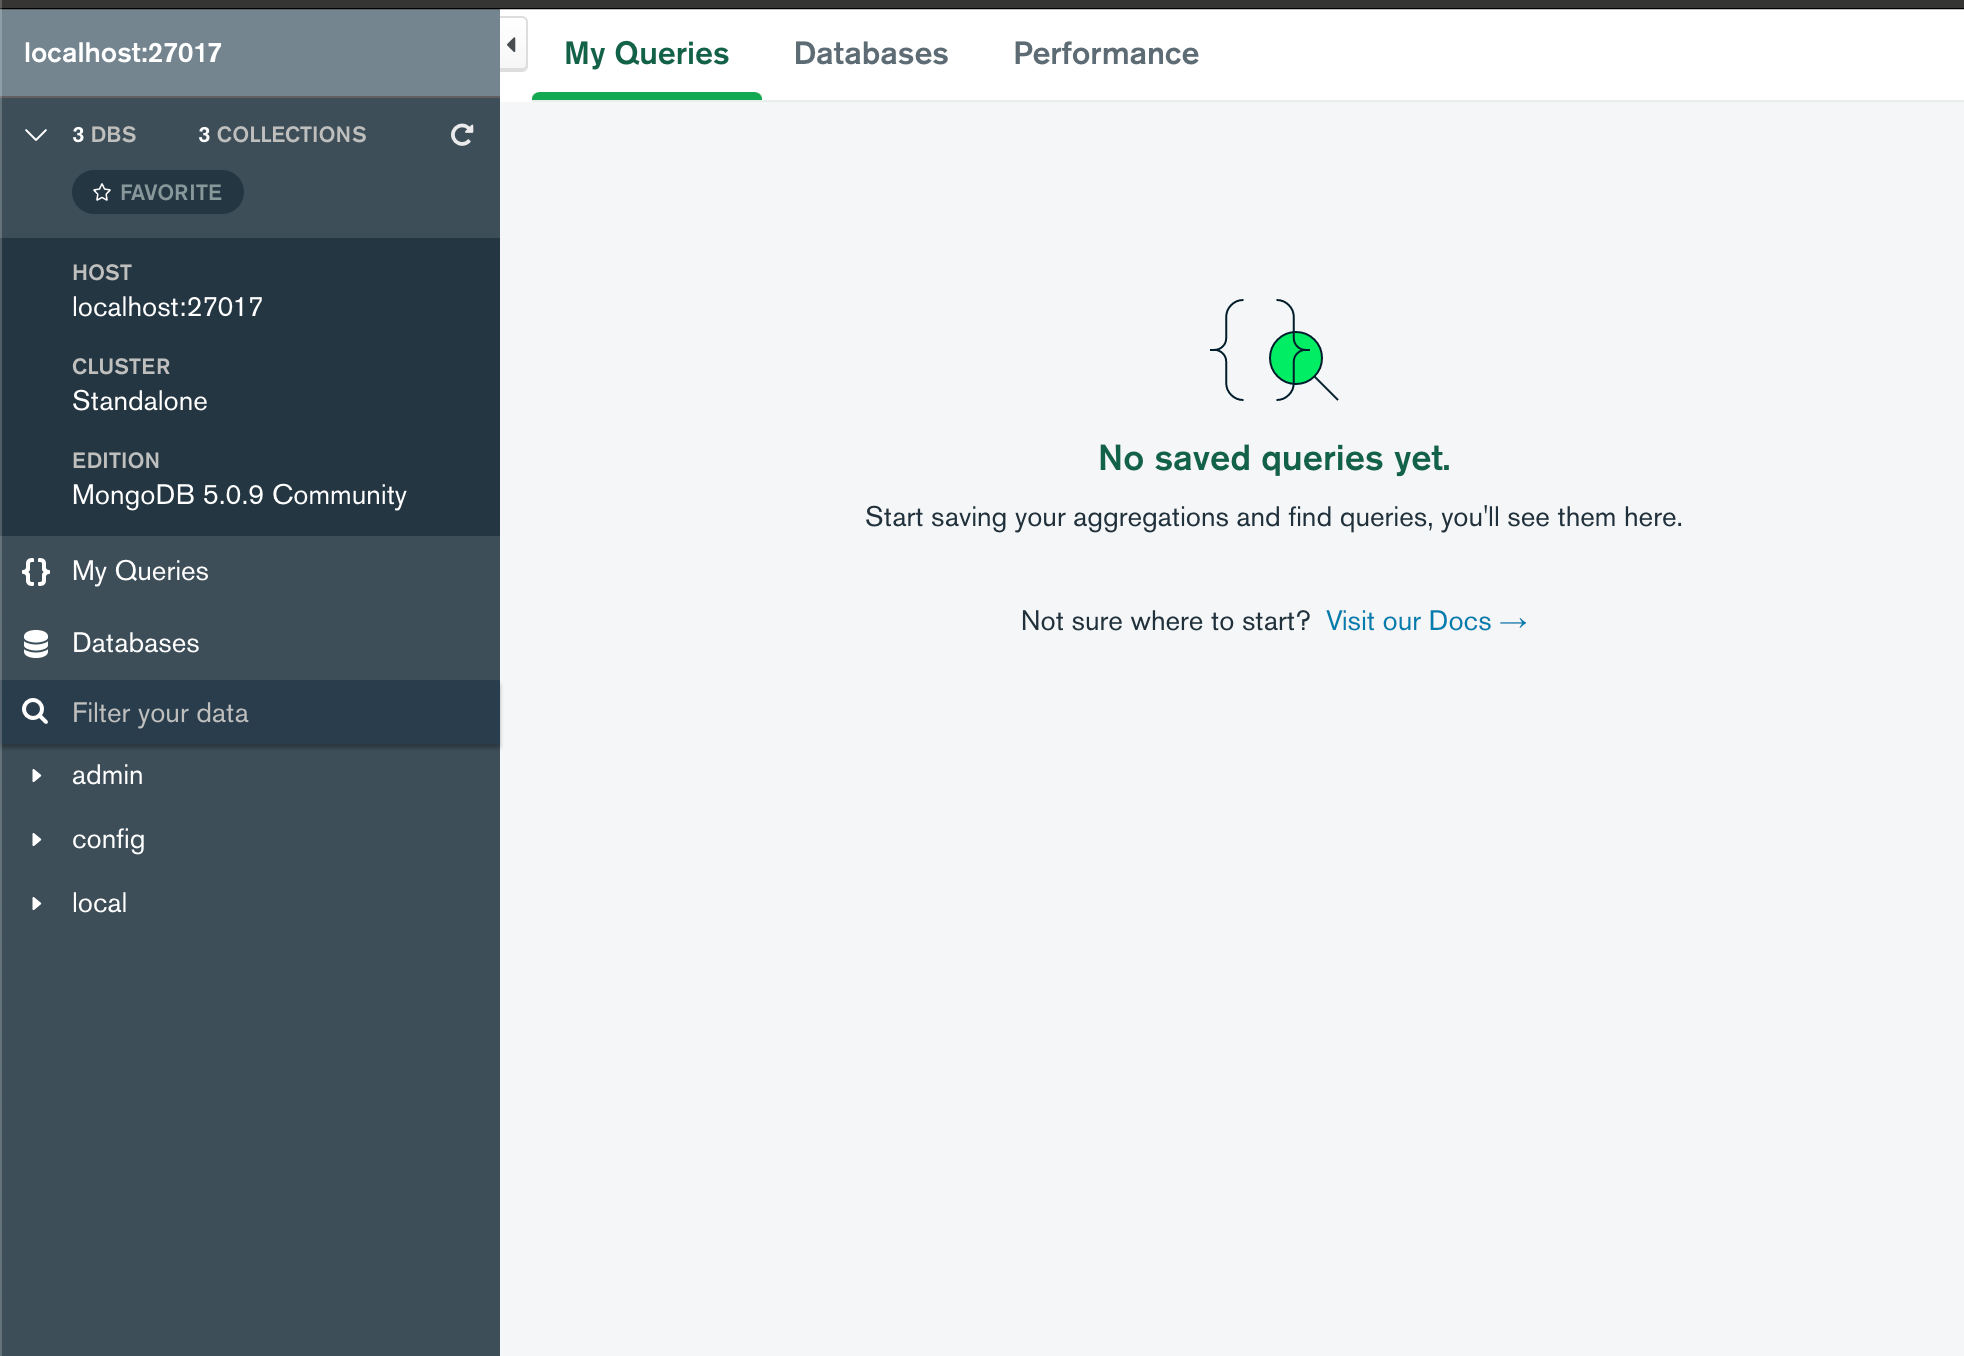 localhost:27017
3 DBS 3 COLLECTIONS
FAVORITE
HOST
localhost:27017
CLUSTER
Standalone
EDITION
MongoDB 5.0.9 Community
{} My Queries
Databases
Filter your data
admin
config
local
My Queries Databases Performance
No saved queries yet.
Start saving your aggregations and find queries, you'll see them here.
Not sure where to start? Visit our Docs →